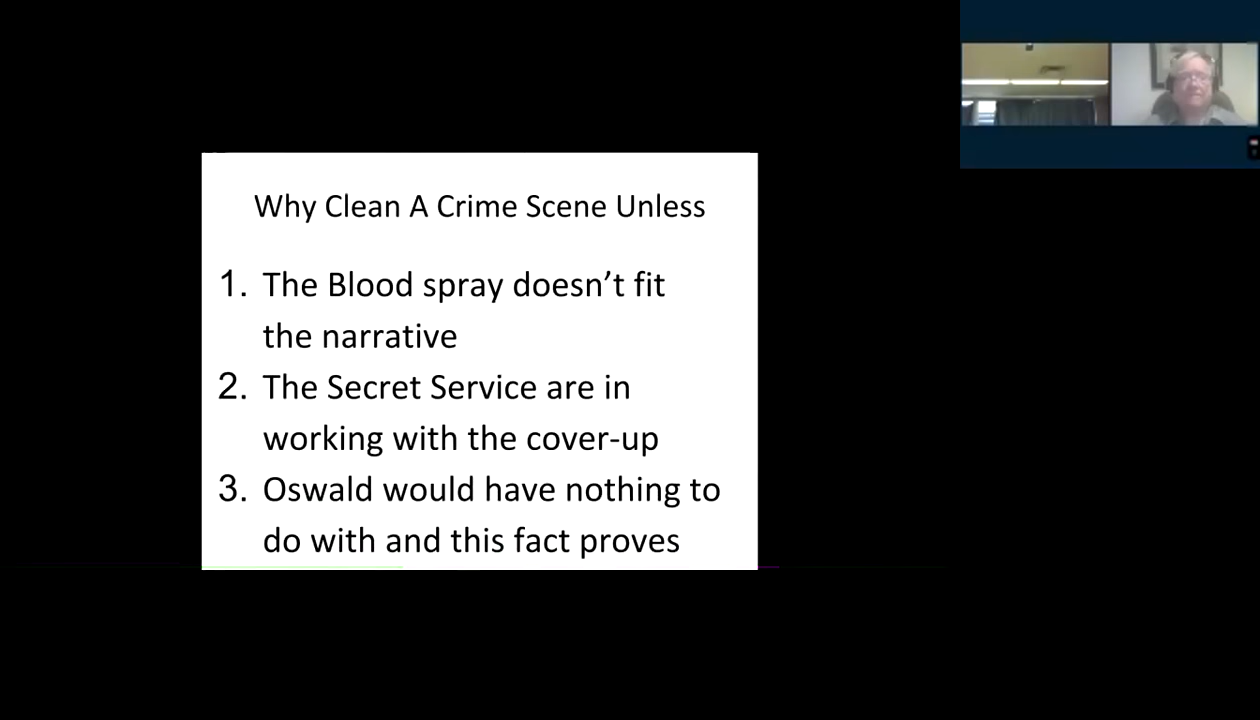 Why Clean A Crime Scene Unless
1. The Blood spray doesn’t fit
the narrative
2. The Secret Service are in
working with the cover-up
3. Oswald would have nothing to
do with and this fact proves